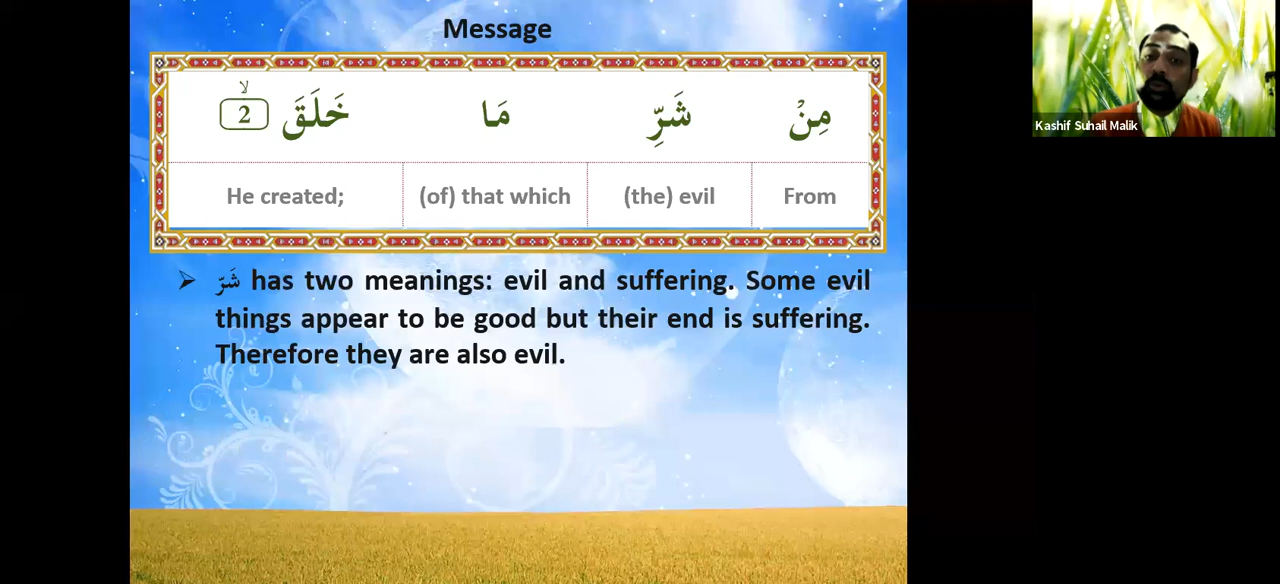 Message
مِنْ شَرِّ مَا خَلَقَ ۙ 2
From (the) evil (of) that which He created;
➢ شَرّ has two meanings: evil and suffering. Some evil
things appear to be good but their end is suffering.
Therefore they are also evil.
Kashif Suhail Malik